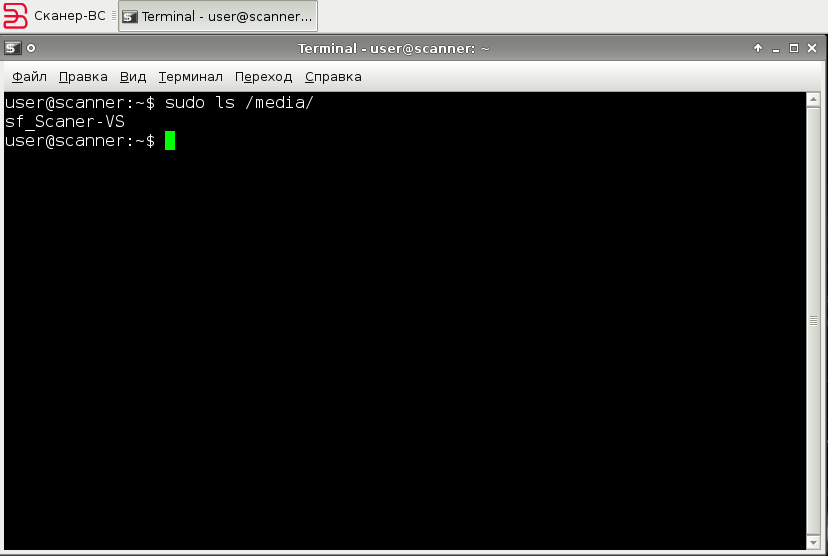 Сканер-ВС Terminal - user@scanner...
Terminal - user@scanner: ~
Файл Правка Вид Терминал Переход Справка
user@scanner:~$ sudo ls /media/
sf_Scaner-VS
user@scanner:~$